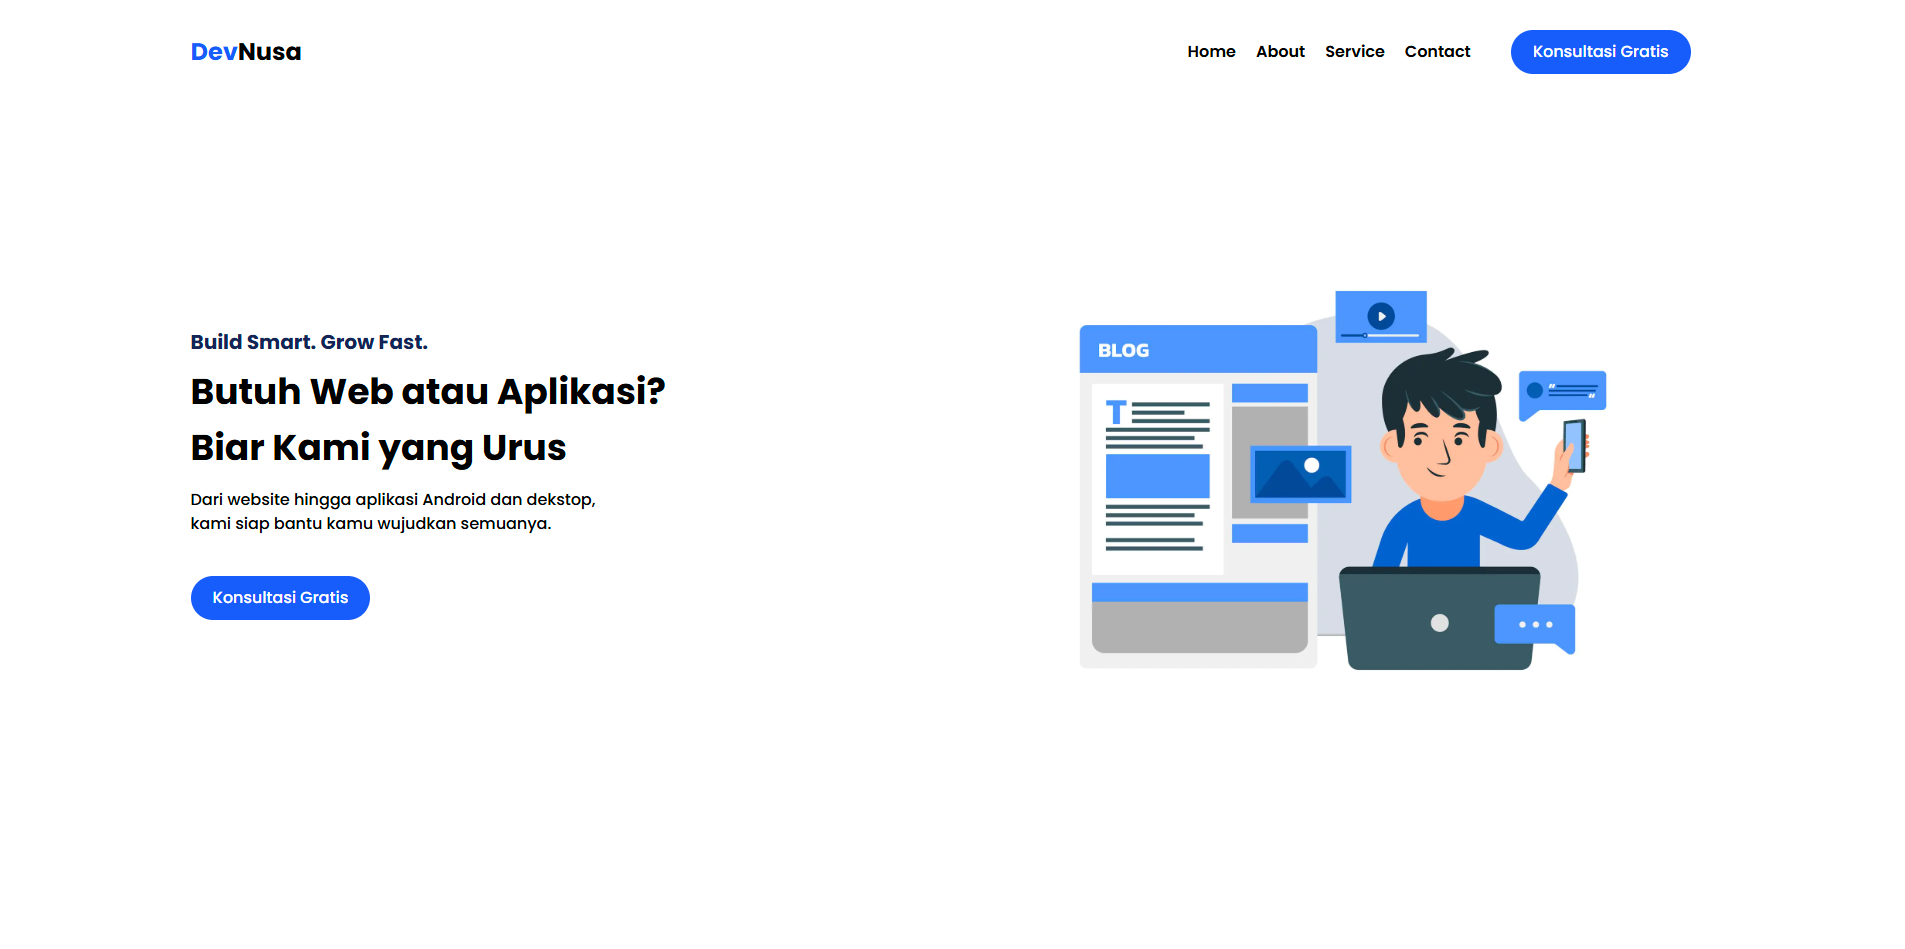 DevNusa
Home About Service Contact Konsultasi Gratis
Build Smart. Grow Fast.
Butuh Web atau Aplikasi?
Biar Kami yang Urus
Dari website hingga aplikasi Android dan dekstop,
kami siap bantu kamu wujudkan semuanya.
Konsultasi Gratis
BLOG
T